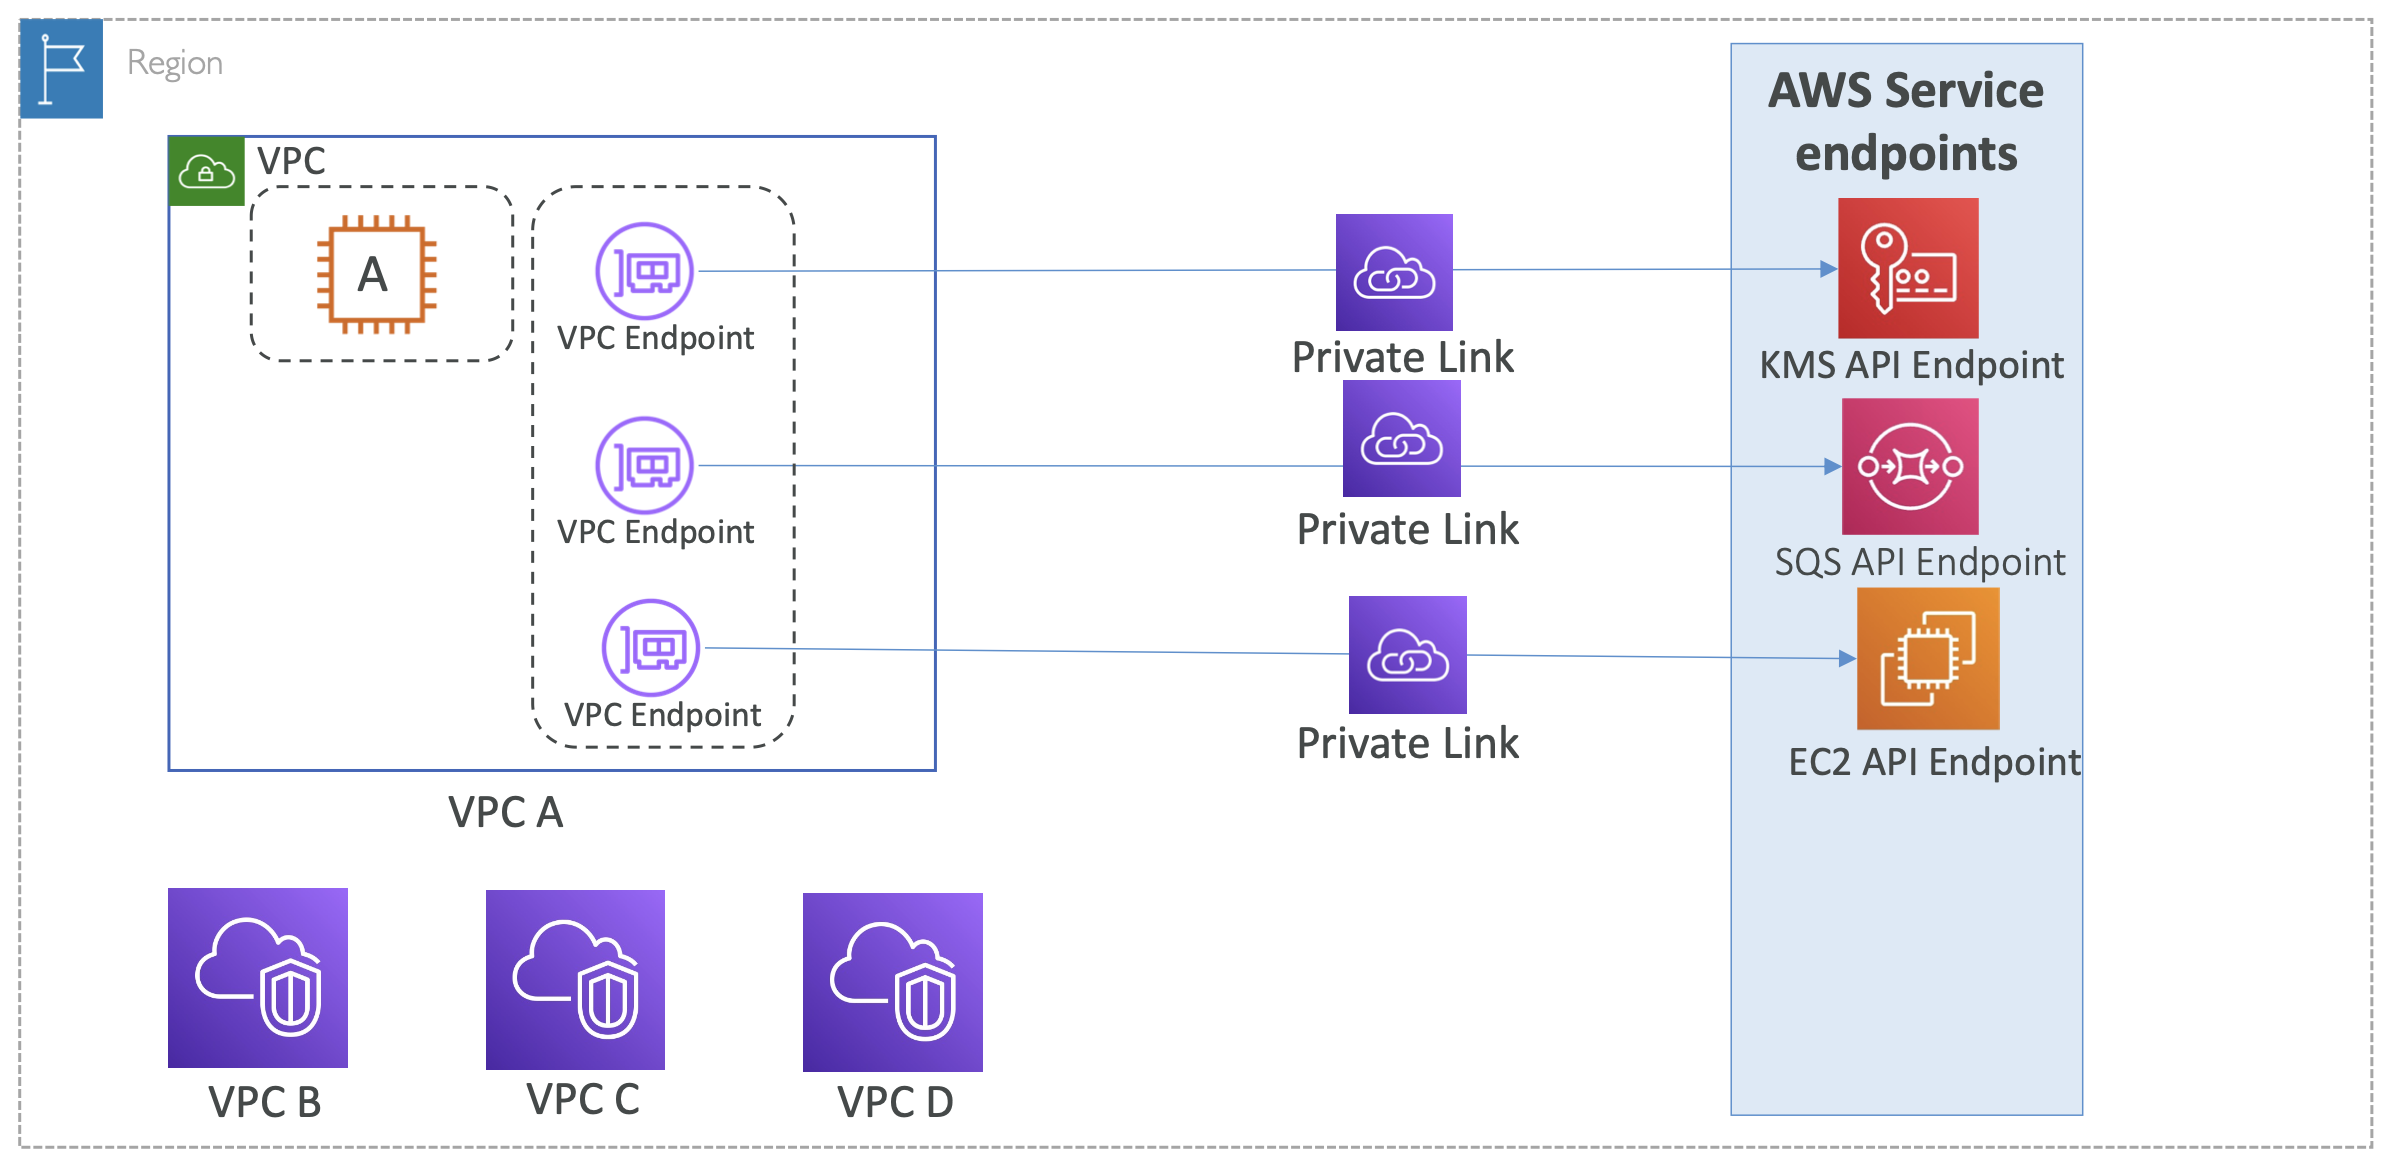 Region
AWS Service
endpoints
VPC
A
VPC Endpoint
Private Link
KMS API Endpoint
VPC Endpoint
Private Link
SQS API Endpoint
VPC Endpoint
Private Link
EC2 API Endpoint
VPC A
VPC B
VPC C
VPC D